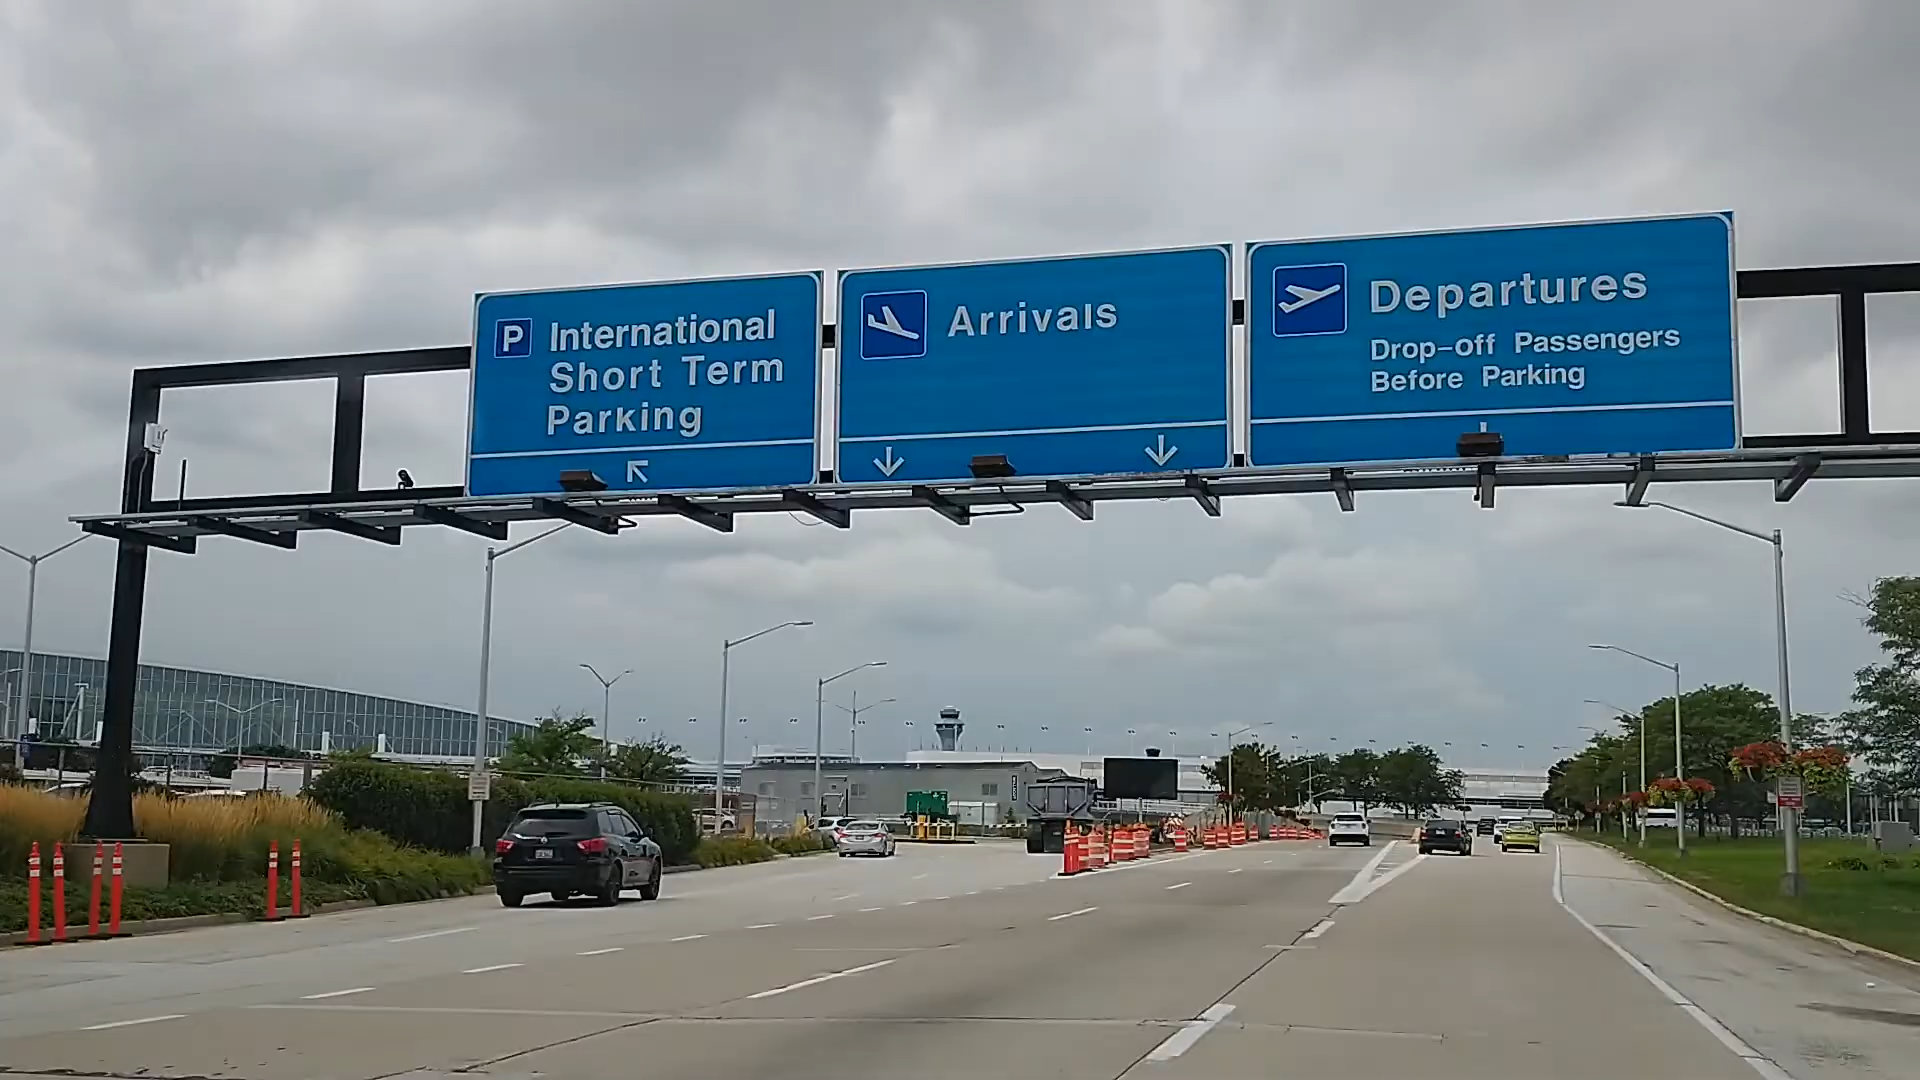 P International
Short Term
Parking
Arrivals
Departures
Drop-off Passengers
Before Parking